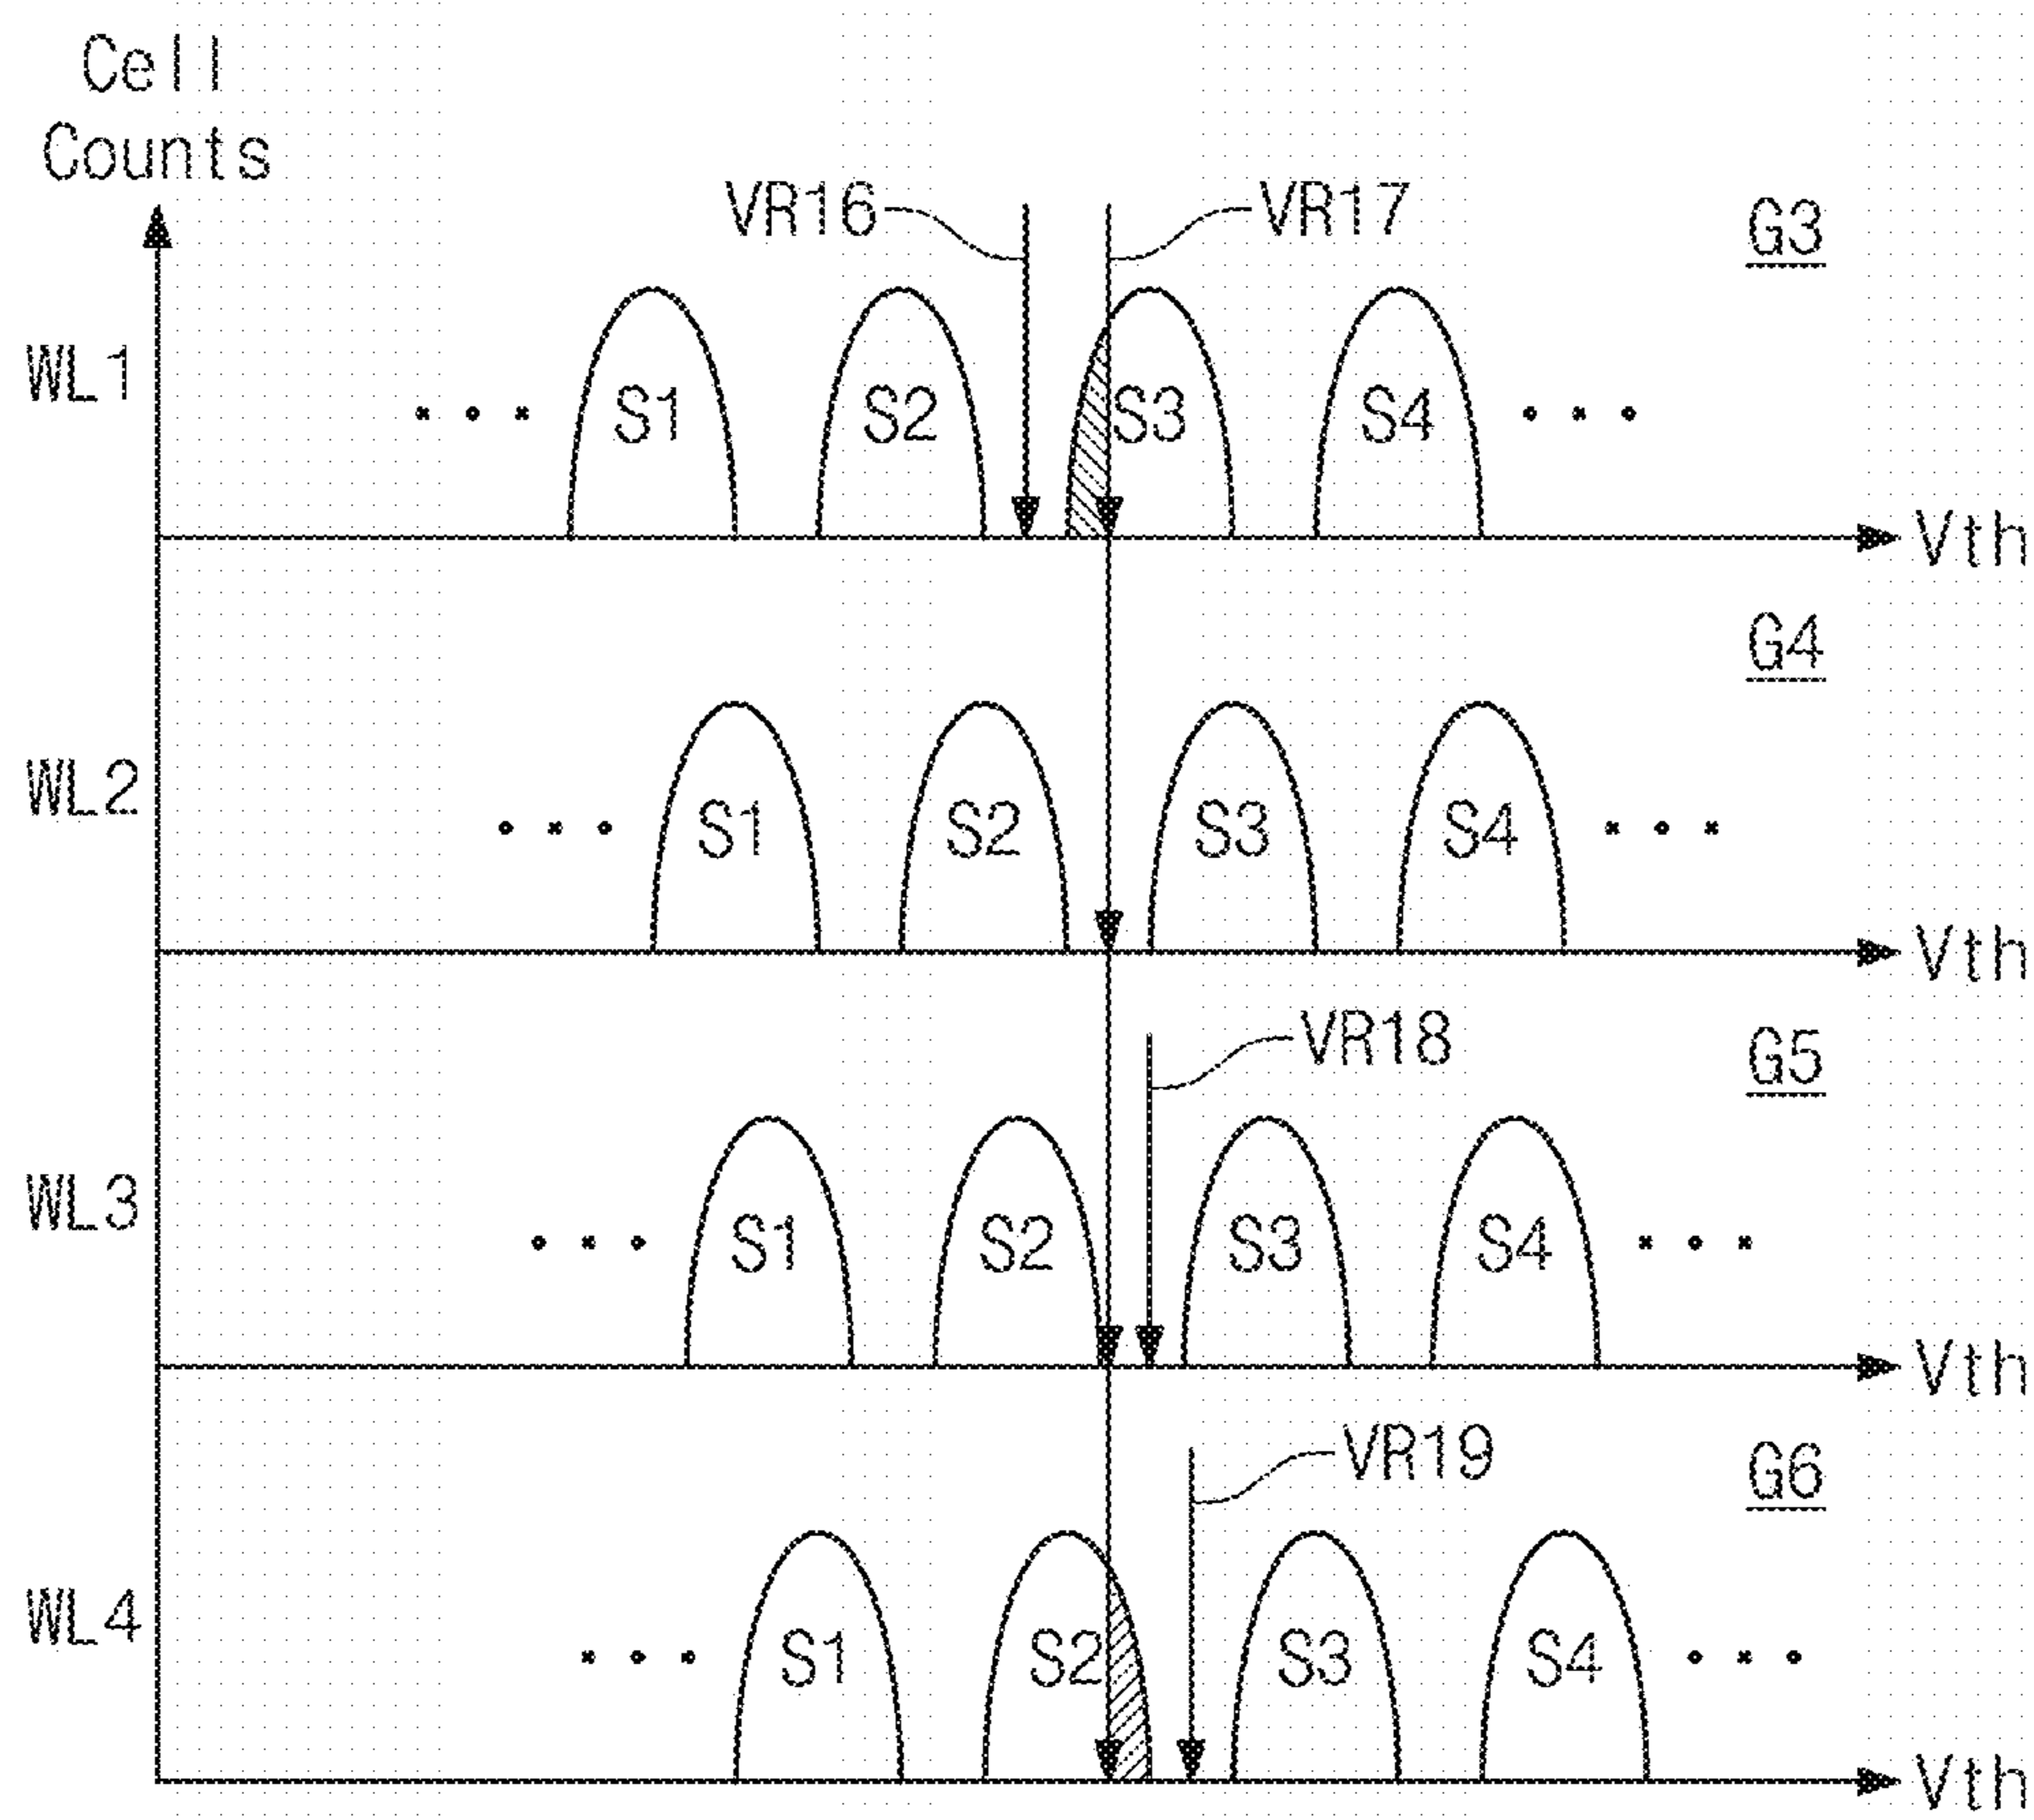 Cell
Counts
VR16
VR17
G3
WL1
S1
S2
S3
S4
Vth
G4
WL2
S1
S2
S3
S4
Vth
VR18
G5
WL3
S1
S2
S3
S4
Vth
VR19
G6
WL4
S1
S2
S3
S4
Vth